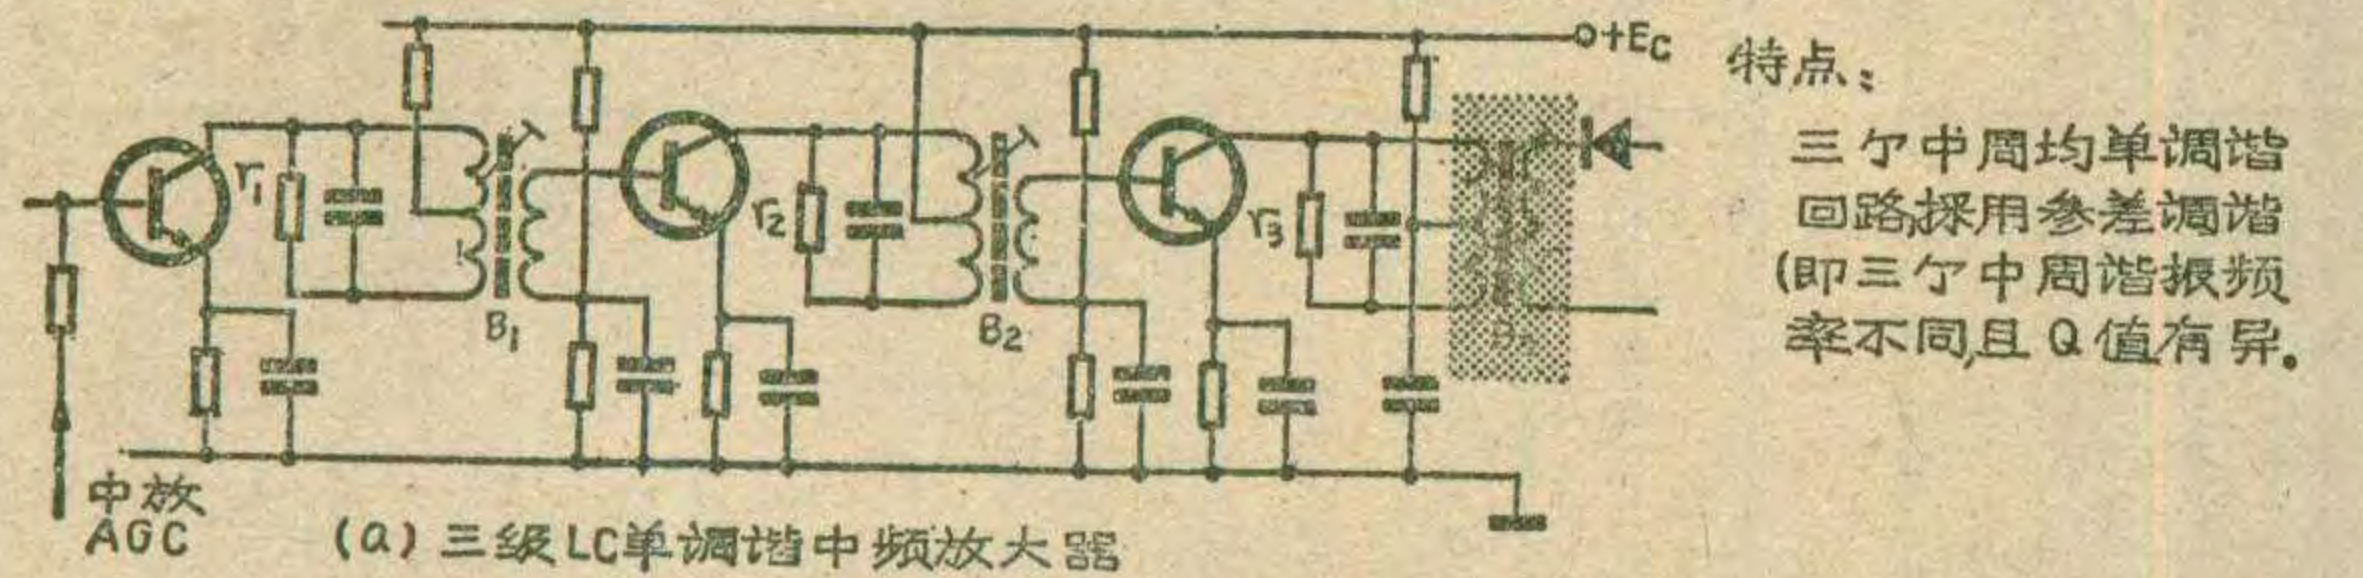 +EC
特点：
三个中周均单调谐
回路,採用参差调谐
(即三个中周谐振频
率不同,且Q值有异。
r1
r2
r3
B1
B2
中放
AGC
(a) 三级LC单调谐中频放大器